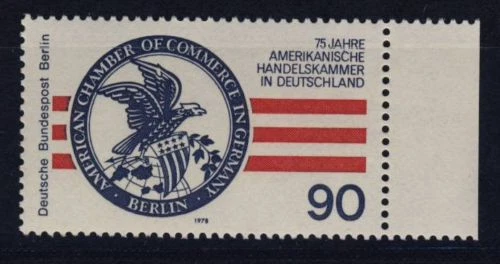 Deutsche Bundespost Berlin
AMERICAN CHAMBER OF COMMERCE IN GERMANY
· BERLIN ·
75 JAHRE
AMERIKANISCHE
HANDELSKAMMER
IN DEUTSCHLAND
1978
90